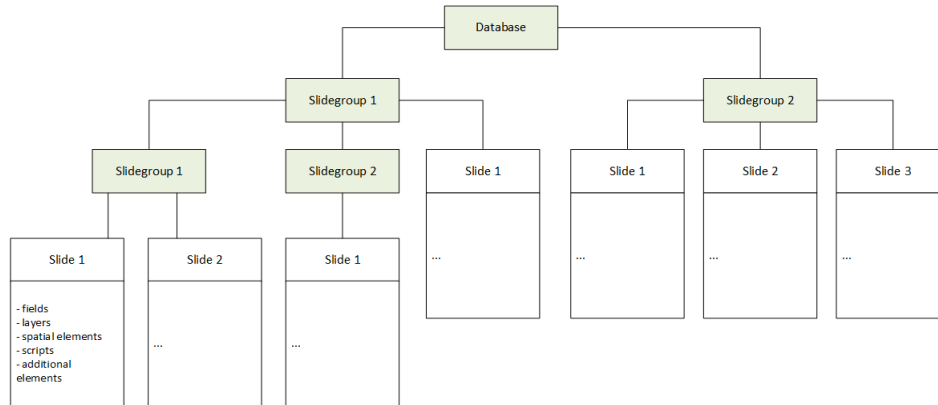 Database
Slidegroup 1
Slidegroup 2
Slidegroup 1
Slidegroup 2
Slide 1
Slide 1
Slide 2
Slide 3
...
...
...
...
Slide 1
Slide 2
Slide 1
- fields
- layers
- spatial elements
- scripts
- additional
elements
...
...